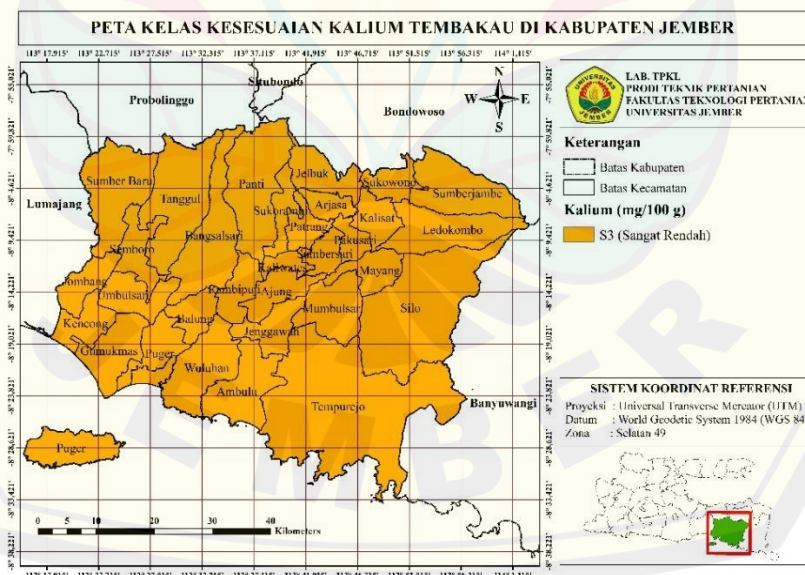 PETA KELAS KESESUAIAN KALIUM TEMBAKAU DI KABUPATEN JEMBER
113° 17,915' 113° 22,715' 113° 27,515' 113° 32,315' 113° 37,115' 113° 41,915' 113° 46,715' 113° 51,515' 113° 56,315' 114° 1,115'
-7° 55,021'
-7° 59,821'
-8° 4,621'
-8° 9,421'
-8° 14,221'
-8° 19,021'
-8° 23,821'
-8° 28,621'
-8° 33,421'
-8° 38,221'
Situbondo
Probolinggo
Bondowoso
N
W E
S
Lumajang
Banyuwangi
Jelbuk
Sumber Baru
Tanggul
Panti
Sukowono
Sumberjambe
Arjasa
Patrang
Kalisat
Ledokombo
Bangsalsari
Pakusari
Semboro
Sumbersari
Kaliwates
Mayang
Jombang
Umbulsari
Rambipuji
Ajung
Mumbulsari
Silo
Kencong
Balung
Jenggawah
Gumukmas
Puger
Wuluhan
Ambulu
Tempurejo
Puger
0 5 10 20 30 40
Kilometers
UNIVERSITAS
JEMBER
LAB. TPKL
PRODI TEKNIK PERTANIAN
FAKULTAS TEKNOLOGI PERTANIAN
UNIVERSITAS JEMBER
Keterangan
Batas Kabupaten
Batas Kecamatan
Kalium (mg/100 g)
S3 (Sangat Rendah)
SISTEM KOORDINAT REFERENSI
Proyeksi : Universal Transverse Mercator (UTM)
Datum : World Geodetic System 1984 (WGS 84
Zona : Selatan 49
JEMBER